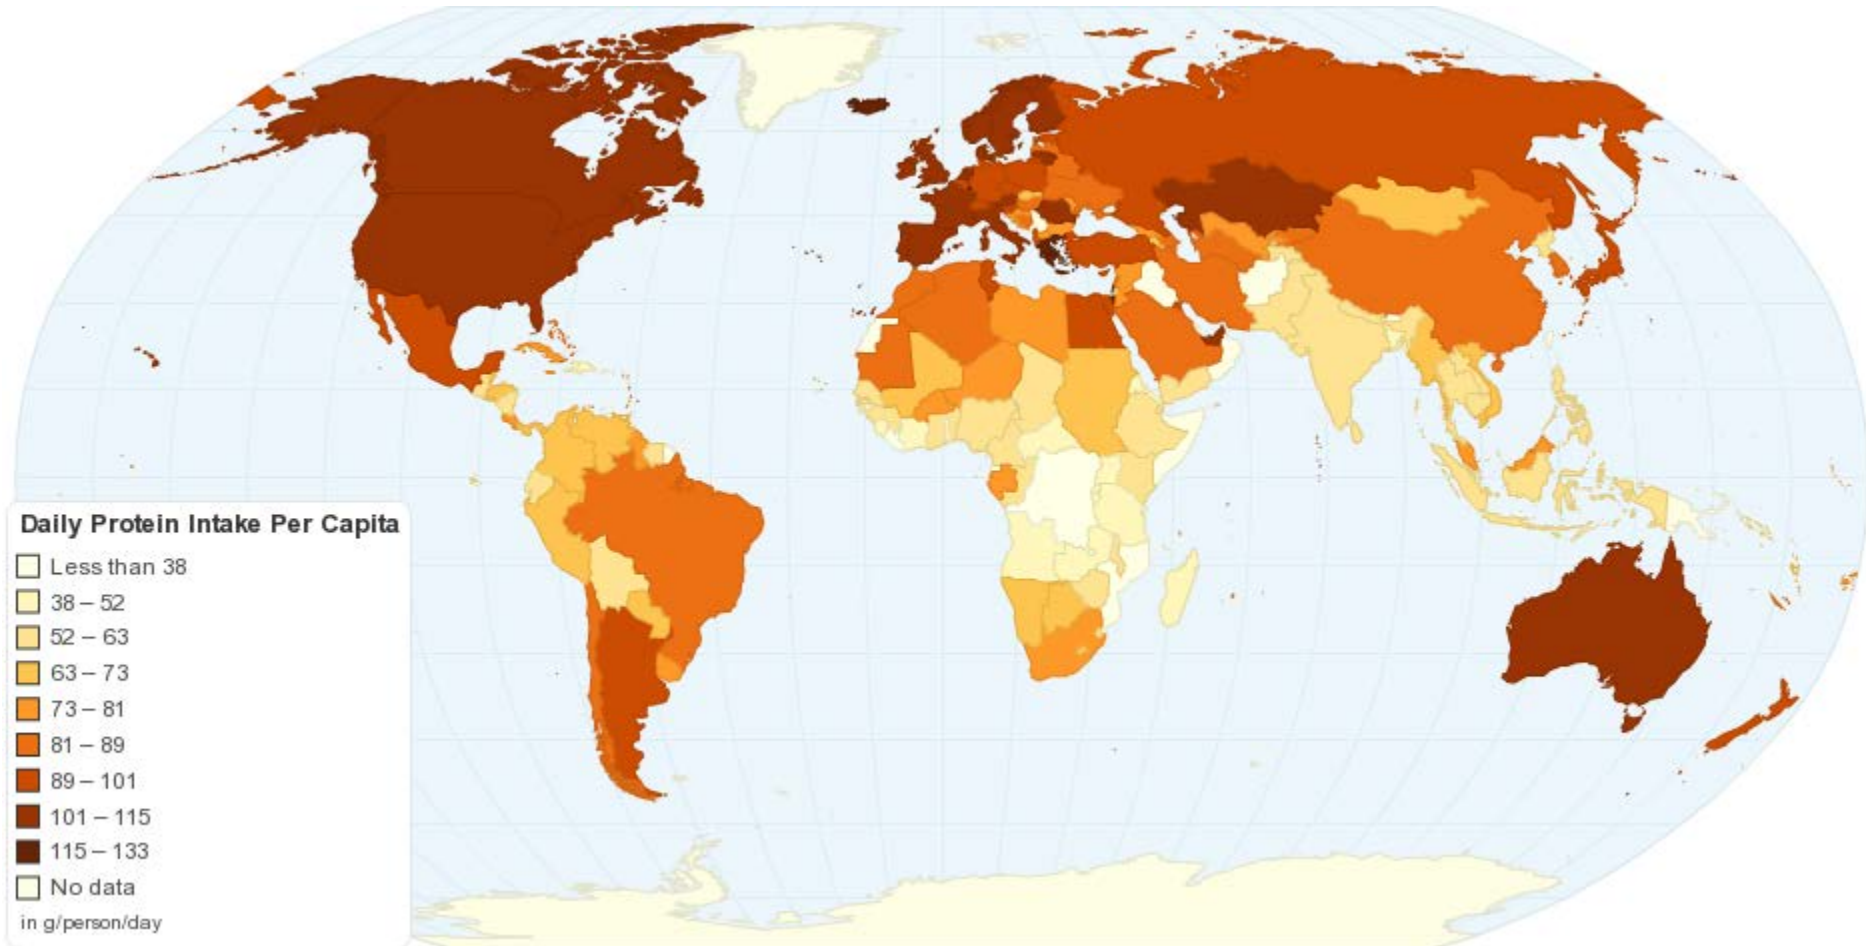 Daily Protein Intake Per Capita
Less than 38
38 – 52
52 – 63
63 – 73
73 – 81
81 – 89
89 – 101
101 – 115
115 – 133
No data
in g/person/day